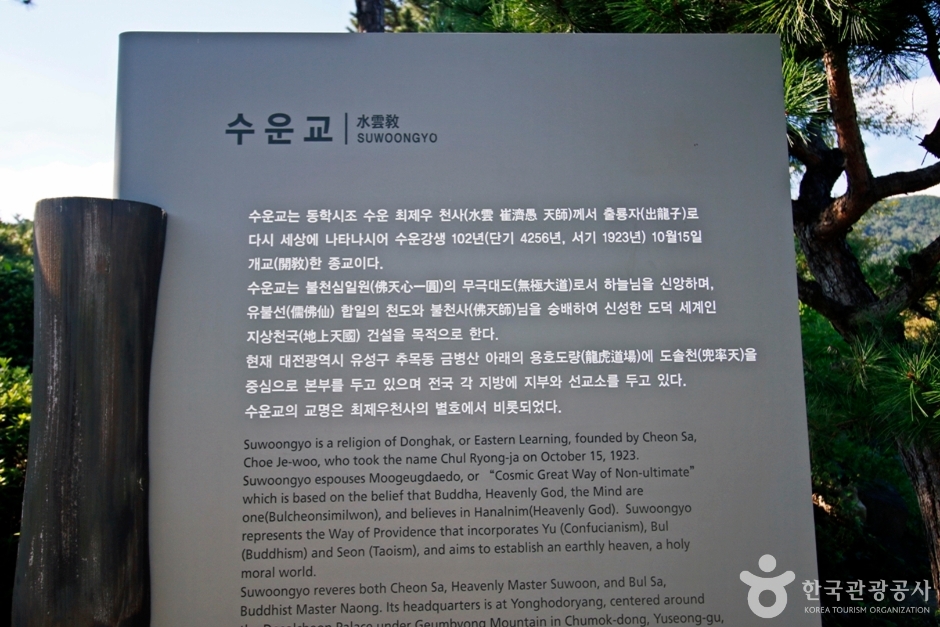 수운교
水雲敎
SUWOONGYO
수운교는 동학시조 수운 최제우 천사(水雲 崔濟愚 天師)께서 출룡자(出龍子)로
다시 세상에 나타나시어 수운강생 102년(단기 4256년, 서기 1923년) 10월15일
개교(開敎)한 종교이다.
수운교는 불천심일원(佛天心一圓)의 무극대도(無極大道)로서 하늘님을 신앙하며,
유불선(儒佛仙) 합일의 천도와 불천사(佛天師)님을 숭배하여 신성한 도덕 세계인
지상천국(地上天國) 건설을 목적으로 한다.
현재 대전광역시 유성구 추목동 금병산 아래의 용호도량(龍虎道場)에 도솔천(兜率天)을
중심으로 본부를 두고 있으며 전국 각 지방에 지부와 선교소를 두고 있다.
수운교의 교명은 최제우천사의 별호에서 비롯되었다.
Suwoongyo is a religion of Donghak, or Eastern Learning, founded by Cheon Sa,
Choe Je-woo, who took the name Chul Ryong-ja on October 15, 1923.
Suwoongyo espouses Moogeugdaedo, or “Cosmic Great Way of Non-ultimate”
which is based on the belief that Buddha, Heavenly God, the Mind are
one(Bulcheonsimilwon), and believes in Hanalnim(Heavenly God). Suwoongyo
represents the Way of Providence that incorporates Yu (Confucianism), Bul
(Buddhism) and Seon (Taoism), and aims to establish an earthly heaven, a holy
moral world.
Suwoongyo reveres both Cheon Sa, Heavenly Master Suwoon, and Bul Sa,
Buddhist Master Naong. Its headquarters is at Yonghodoryang, centered around
the Palace under Geumbyong Mountain in Chumok-dong, Yuseong-gu,
한국관광공사
KOREA TOURISM ORGANIZATION